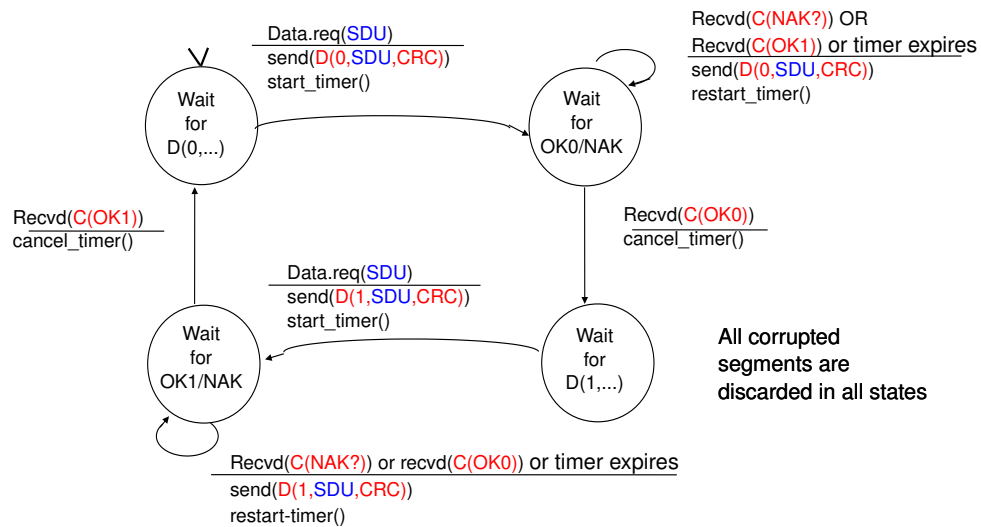 Data.req(SDU)
send(D(0,SDU,CRC))
start_timer()
Recvd(C(NAK?)) OR
Recvd(C(OK1)) or timer expires
send(D(0,SDU,CRC))
restart_timer()
Wait
for
D(0,...)
Wait
for
OK0/NAK
Recvd(C(OK1))
cancel_timer()
Recvd(C(OK0))
cancel_timer()
Data.req(SDU)
send(D(1,SDU,CRC))
start_timer()
Wait
for
OK1/NAK
Wait
for
D(1,...)
All corrupted
segments are
discarded in all states
Recvd(C(NAK?)) or recvd(C(OK0)) or timer expires
send(D(1,SDU,CRC))
restart-timer()